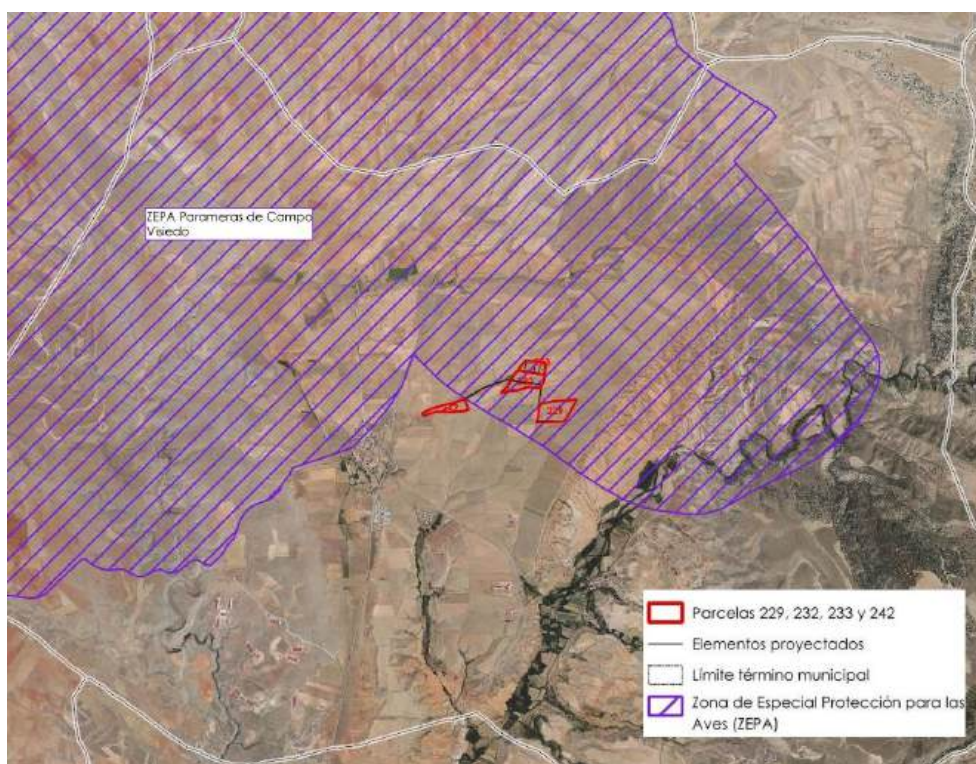 ZEPA Parameras de Campo
Visiedo
229
Parcelas 229, 232, 233 y 242
Elementos proyectados
Límite término municipal
Zona de Especial Protección para las
Aves (ZEPA)